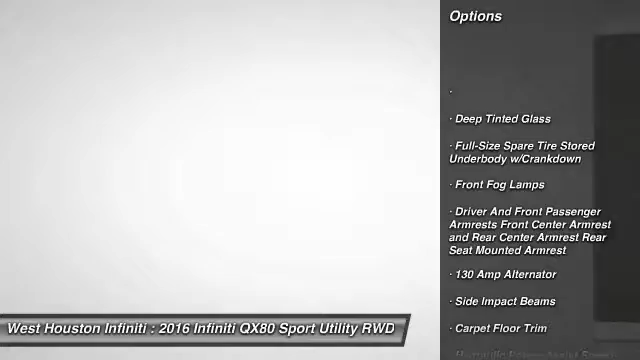 Options
·
· Deep Tinted Glass
· Full-Size Spare Tire Stored
Underbody w/Crankdown
· Front Fog Lamps
· Driver And Front Passenger
Armrests Front Center Armrest
and Rear Center Armrest Rear
Seat Mounted Armrest
· 130 Amp Alternator
· Side Impact Beams
· Carpet Floor Trim
West Houston Infiniti : 2016 Infiniti QX80 Sport Utility RWD